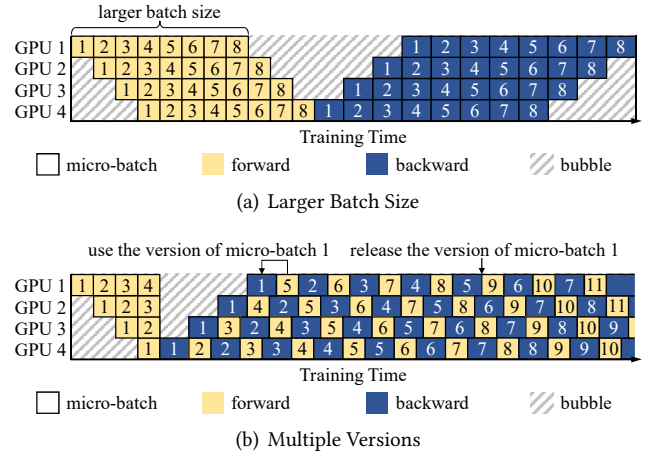 larger batch size
GPU 1 1 2 3 4 5 6 7 8 1 2 3 4 5 6 7 8
GPU 2 1 2 3 4 5 6 7 8 1 2 3 4 5 6 7 8
GPU 3 1 2 3 4 5 6 7 8 1 2 3 4 5 6 7 8
GPU 4 1 2 3 4 5 6 7 8 1 2 3 4 5 6 7 8
Training Time
micro-batch forward backward bubble
(a) Larger Batch Size
use the version of micro-batch 1 release the version of micro-batch 1
GPU 1 1 2 3 4 1 5 2 6 3 7 4 8 5 9 6 10 7 11
GPU 2 1 2 3 1 4 2 5 3 6 4 7 5 8 6 9 7 10 8 11
GPU 3 1 2 1 3 2 4 3 5 4 6 5 7 6 8 7 9 8 10 9
GPU 4 1 1 2 2 3 3 4 4 5 5 6 6 7 7 8 8 9 9 10
Training Time
micro-batch forward backward bubble
(b) Multiple Versions